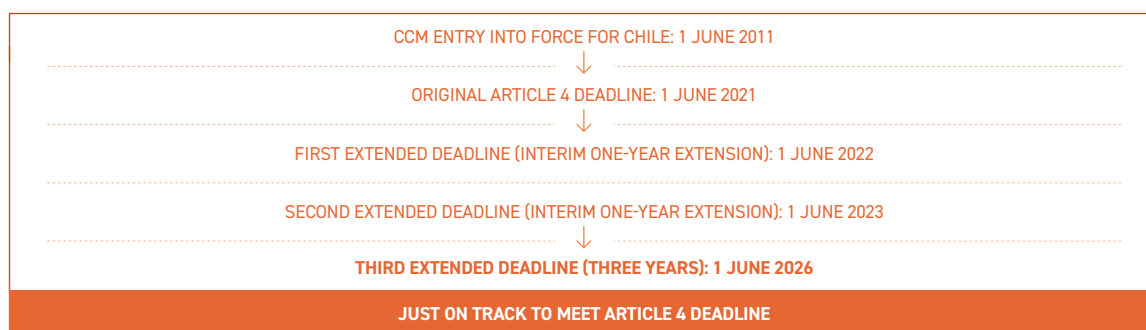 CCM ENTRY INTO FORCE FOR CHILE: 1 JUNE 2011
ORIGINAL ARTICLE 4 DEADLINE: 1 JUNE 2021
FIRST EXTENDED DEADLINE (INTERIM ONE-YEAR EXTENSION): 1 JUNE 2022
SECOND EXTENDED DEADLINE (INTERIM ONE-YEAR EXTENSION): 1 JUNE 2023
THIRD EXTENDED DEADLINE (THREE YEARS): 1 JUNE 2026
JUST ON TRACK TO MEET ARTICLE 4 DEADLINE